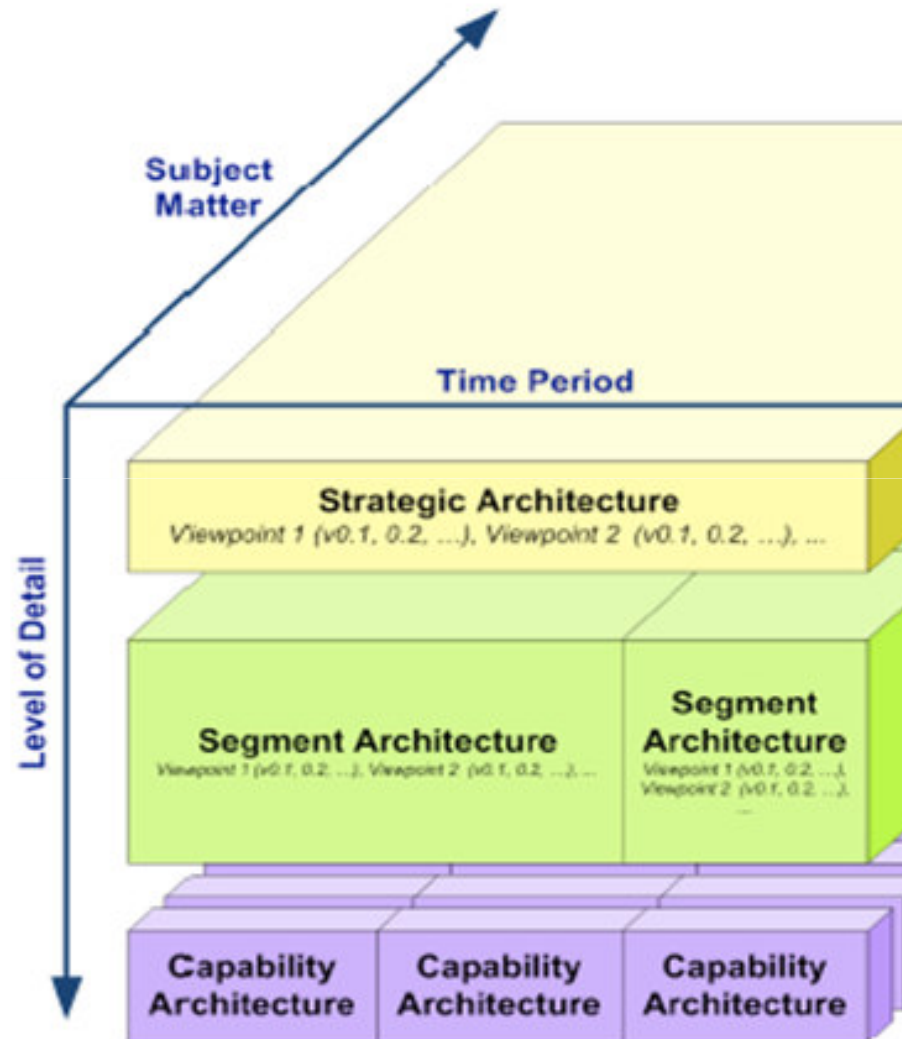 Subject
Matter
Time Period
Level of Detail
Strategic Architecture
Viewpoint 1 (v0.1, 0.2, ...), Viewpoint 2 (v0.1, 0.2, ...), ...
Segment Architecture
Viewpoint 1 (v0.1, 0.2, ...), Viewpoint 2 (v0.1, 0.2, ...), ...
Segment
Architecture
Viewpoint 1 (v0.1, 0.2, ...),
Viewpoint 2 (v0.1, 0.2, ...),
...
Capability
Architecture
Capability
Architecture
Capability
Architecture